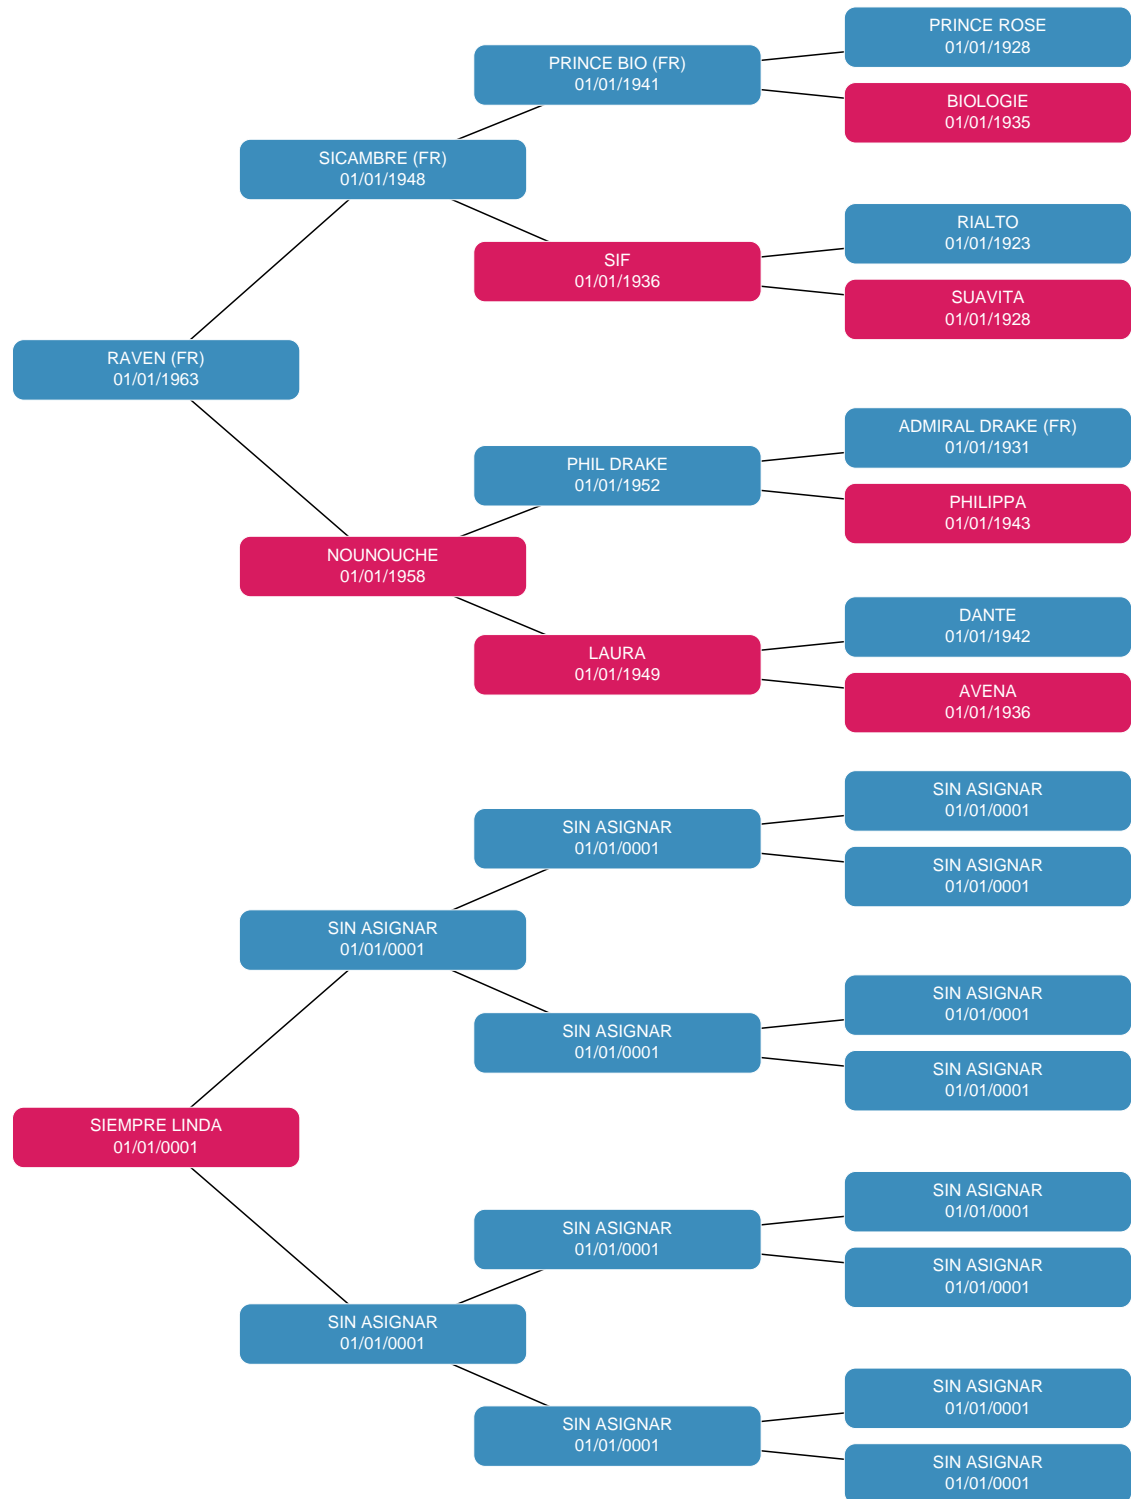 PRINCE ROSE
01/01/1928
PRINCE BIO (FR)
01/01/1941
BIOLOGIE
01/01/1935
SICAMBRE (FR)
01/01/1948
RIALTO
01/01/1923
SIF
01/01/1936
SUAVITA
01/01/1928
RAVEN (FR)
01/01/1963
ADMIRAL DRAKE (FR)
01/01/1931
PHIL DRAKE
01/01/1952
PHILIPPA
01/01/1943
NOUNOUCHE
01/01/1958
DANTE
01/01/1942
LAURA
01/01/1949
AVENA
01/01/1936
SIN ASIGNAR
01/01/0001
SIN ASIGNAR
01/01/0001
SIN ASIGNAR
01/01/0001
SIN ASIGNAR
01/01/0001
SIN ASIGNAR
01/01/0001
SIN ASIGNAR
01/01/0001
SIN ASIGNAR
01/01/0001
SIEMPRE LINDA
01/01/0001
SIN ASIGNAR
01/01/0001
SIN ASIGNAR
01/01/0001
SIN ASIGNAR
01/01/0001
SIN ASIGNAR
01/01/0001
SIN ASIGNAR
01/01/0001
SIN ASIGNAR
01/01/0001
SIN ASIGNAR
01/01/0001